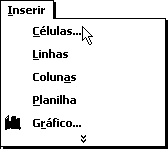 Inserir
Células...
Linhas
Colunas
Planilha
Gráfico...